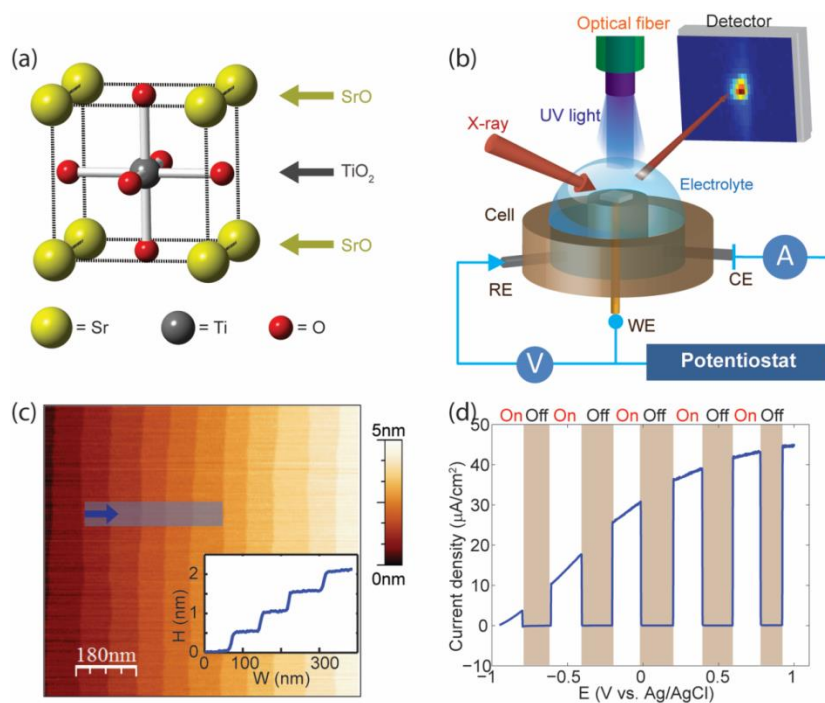 (a)
SrO
TiO2
SrO
= Sr
= Ti
= O
(b)
Optical fiber
Detector
UV light
X-ray
Electrolyte
Cell
RE
CE
A
WE
V
Potentiostat
(c)
5nm
0nm
180nm
H (nm)
2
1
0
0 100 300
W (nm)
(d)
On Off On Off On Off On Off On Off
Current density (μA/cm2)
50
40
30
20
10
0
−10
−1 −0.5 0 0.5 1
E (V vs. Ag/AgCl)